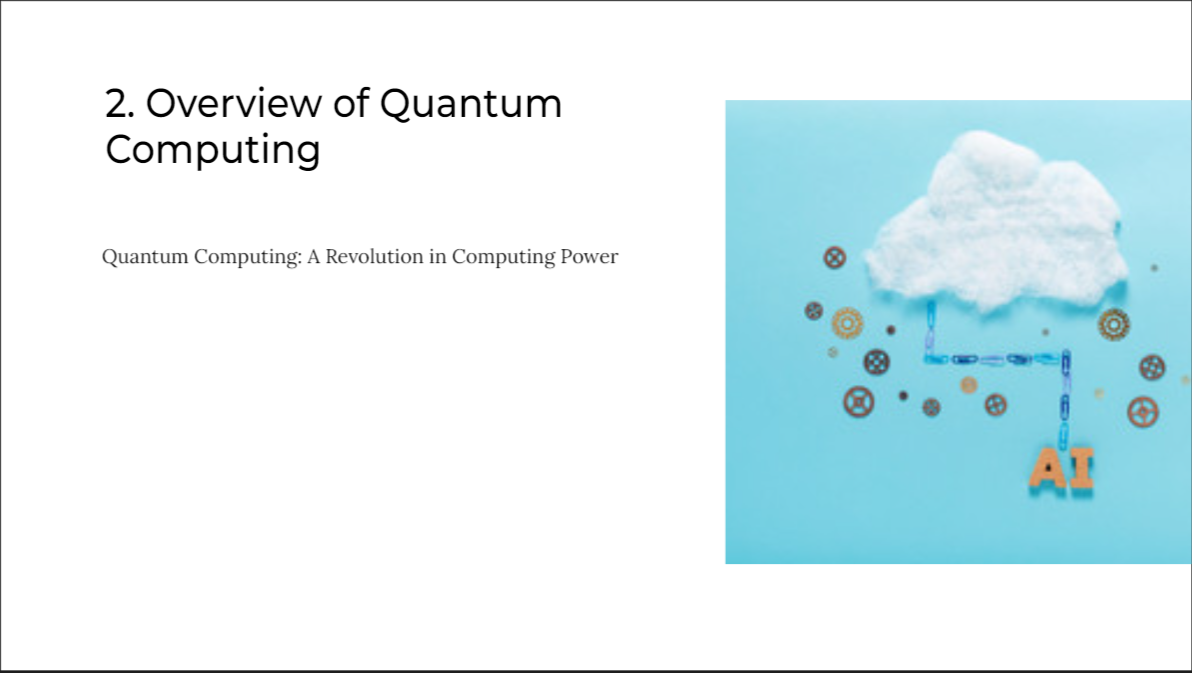 2. Overview of Quantum
Computing
Quantum Computing: A Revolution in Computing Power
AI